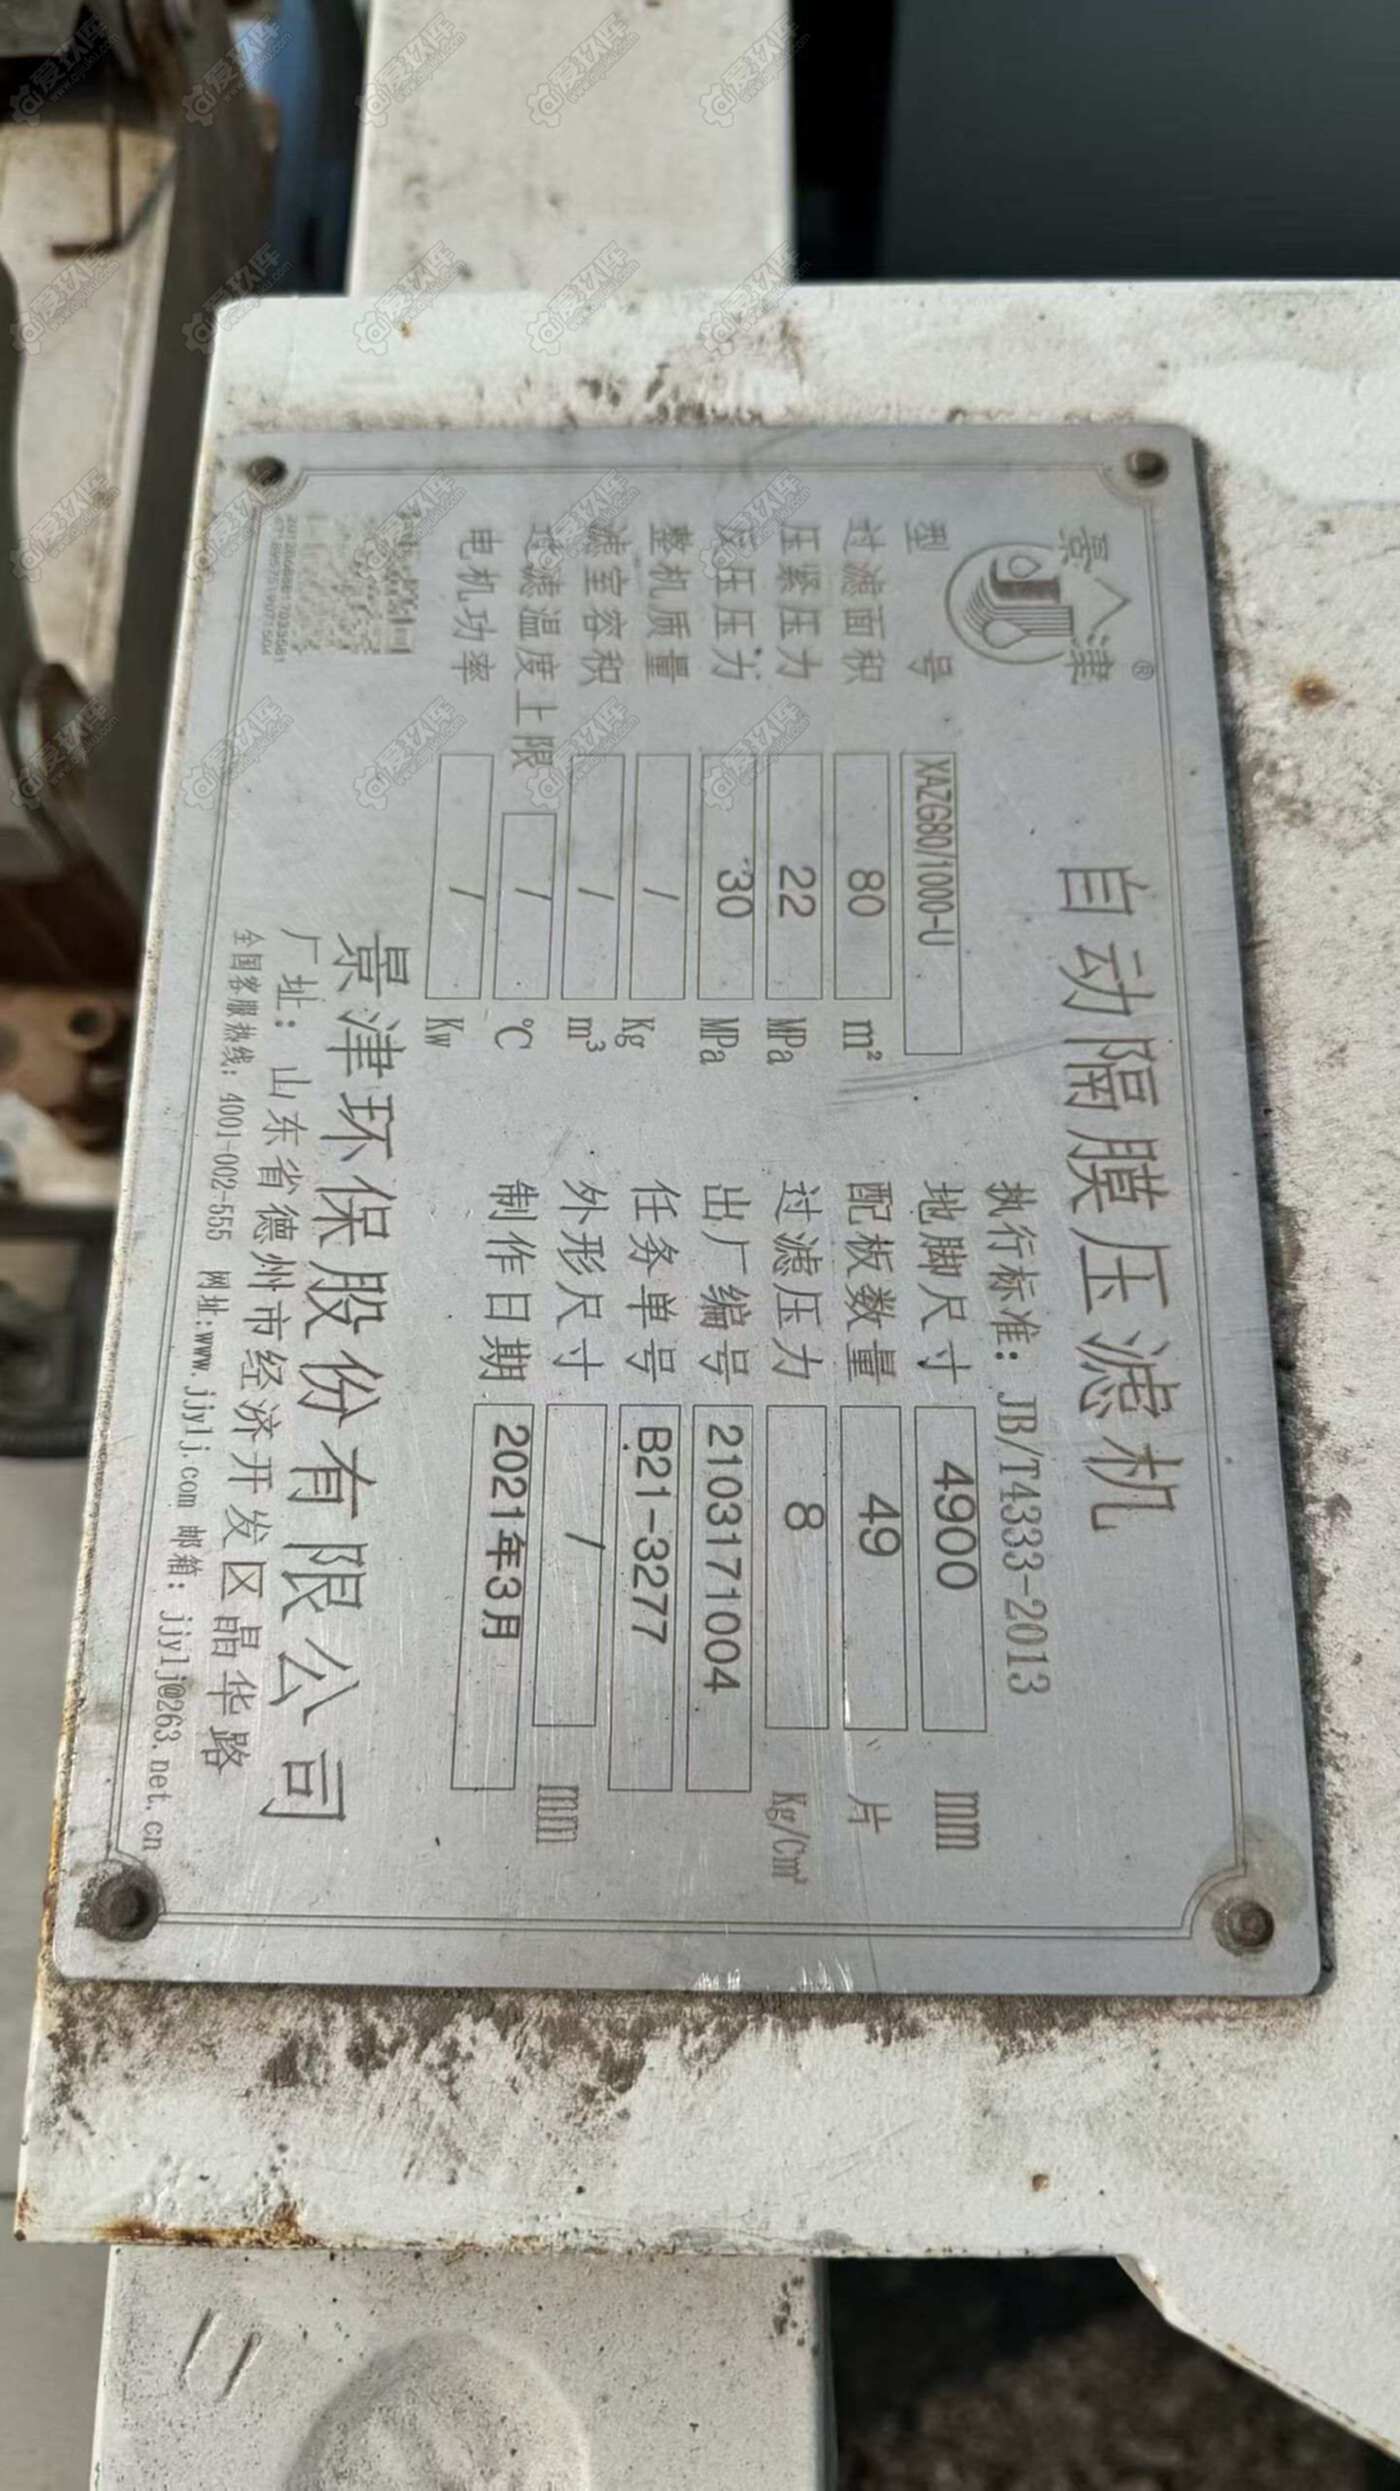 景津®
自动隔膜压滤机
执行标准：JB/T4333-2013
型号 XAZG80/1000-U
地脚尺寸 4900 mm
过滤面积 80 m²
配板数量 49 片
压紧压力 22 MPa
过滤压力 8 Kg/Cm²
反压压力 30 MPa
出厂编号 2103171004
整机质量 / Kg
任务单号 B21-3277
滤室容积 / m³
外形尺寸 / mm
过滤温度上限 / ℃
制作日期 2021年3月
电机功率 / Kw
景津环保股份有限公司
厂址：山东省德州市经济开发区晶华路
全国客服热线：4001-002-555 网址:www.jjylj.com 邮箱：jjylj@263.net.cn
爱玖库
www.aijiuku.com